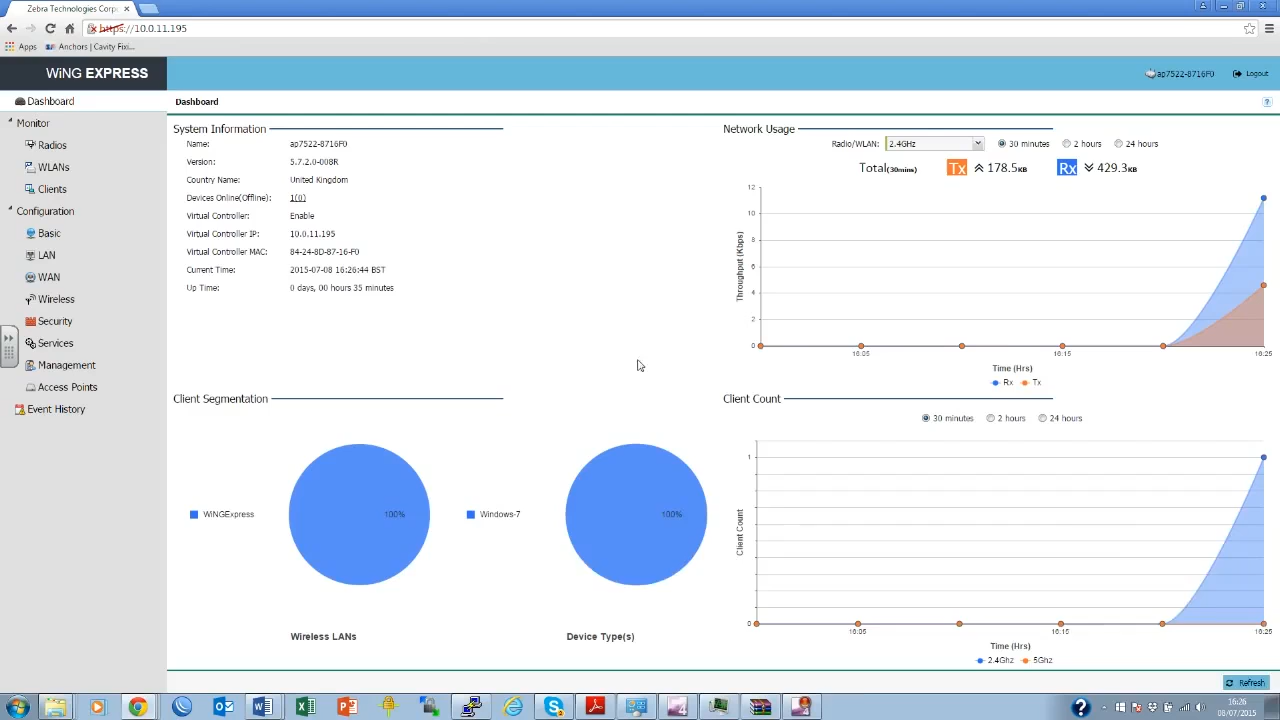 Zebra Technologies Corpo
https://10.0.11.195
Apps
Anchors | Cavity Fixi...
WiNG EXPRESS
ap7522-8716F0
Logout
Dashboard
Monitor
Radios
WLANs
Clients
Configuration
Basic
LAN
WAN
Wireless
Security
Services
Management
Access Points
Event History
Dashboard
System Information
Name: ap7522-8716F0
Version: 5.7.2.0-008R
Country Name: United Kingdom
Devices Online(Offline): 1(0)
Virtual Controller: Enable
Virtual Controller IP: 10.0.11.195
Virtual Controller MAC: 84-24-8D-87-16-F0
Current Time: 2015-07-08 16:26:44 BST
Up Time: 0 days, 00 hours 35 minutes
Network Usage
Radio/WLAN: 2.4GHz 30 minutes 2 hours 24 hours
Total(30mins) Tx 178.5KB Rx 429.3KB
12
10
8
6
4
2
0
Throughput (Kbps)
16:05 16:15 16:25
Time (Hrs)
Rx Tx
Client Segmentation
WiNGExpress
100%
Wireless LANs
Windows-7
100%
Device Type(s)
Client Count
30 minutes 2 hours 24 hours
1
0
Client Count
16:05 16:15 16:25
Time (Hrs)
2.4Ghz 5Ghz
Refresh
16:26
08/07/2015